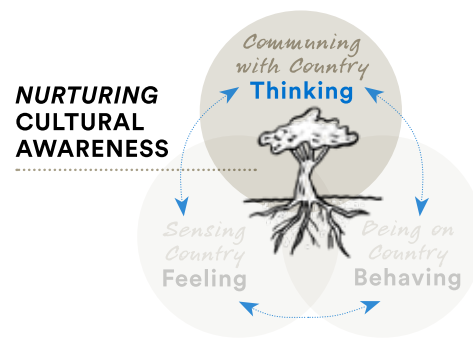 Communing
with Country
Thinking
NURTURING
CULTURAL
AWARENESS
Sensing
Country
Feeling
Being on
Country
Behaving